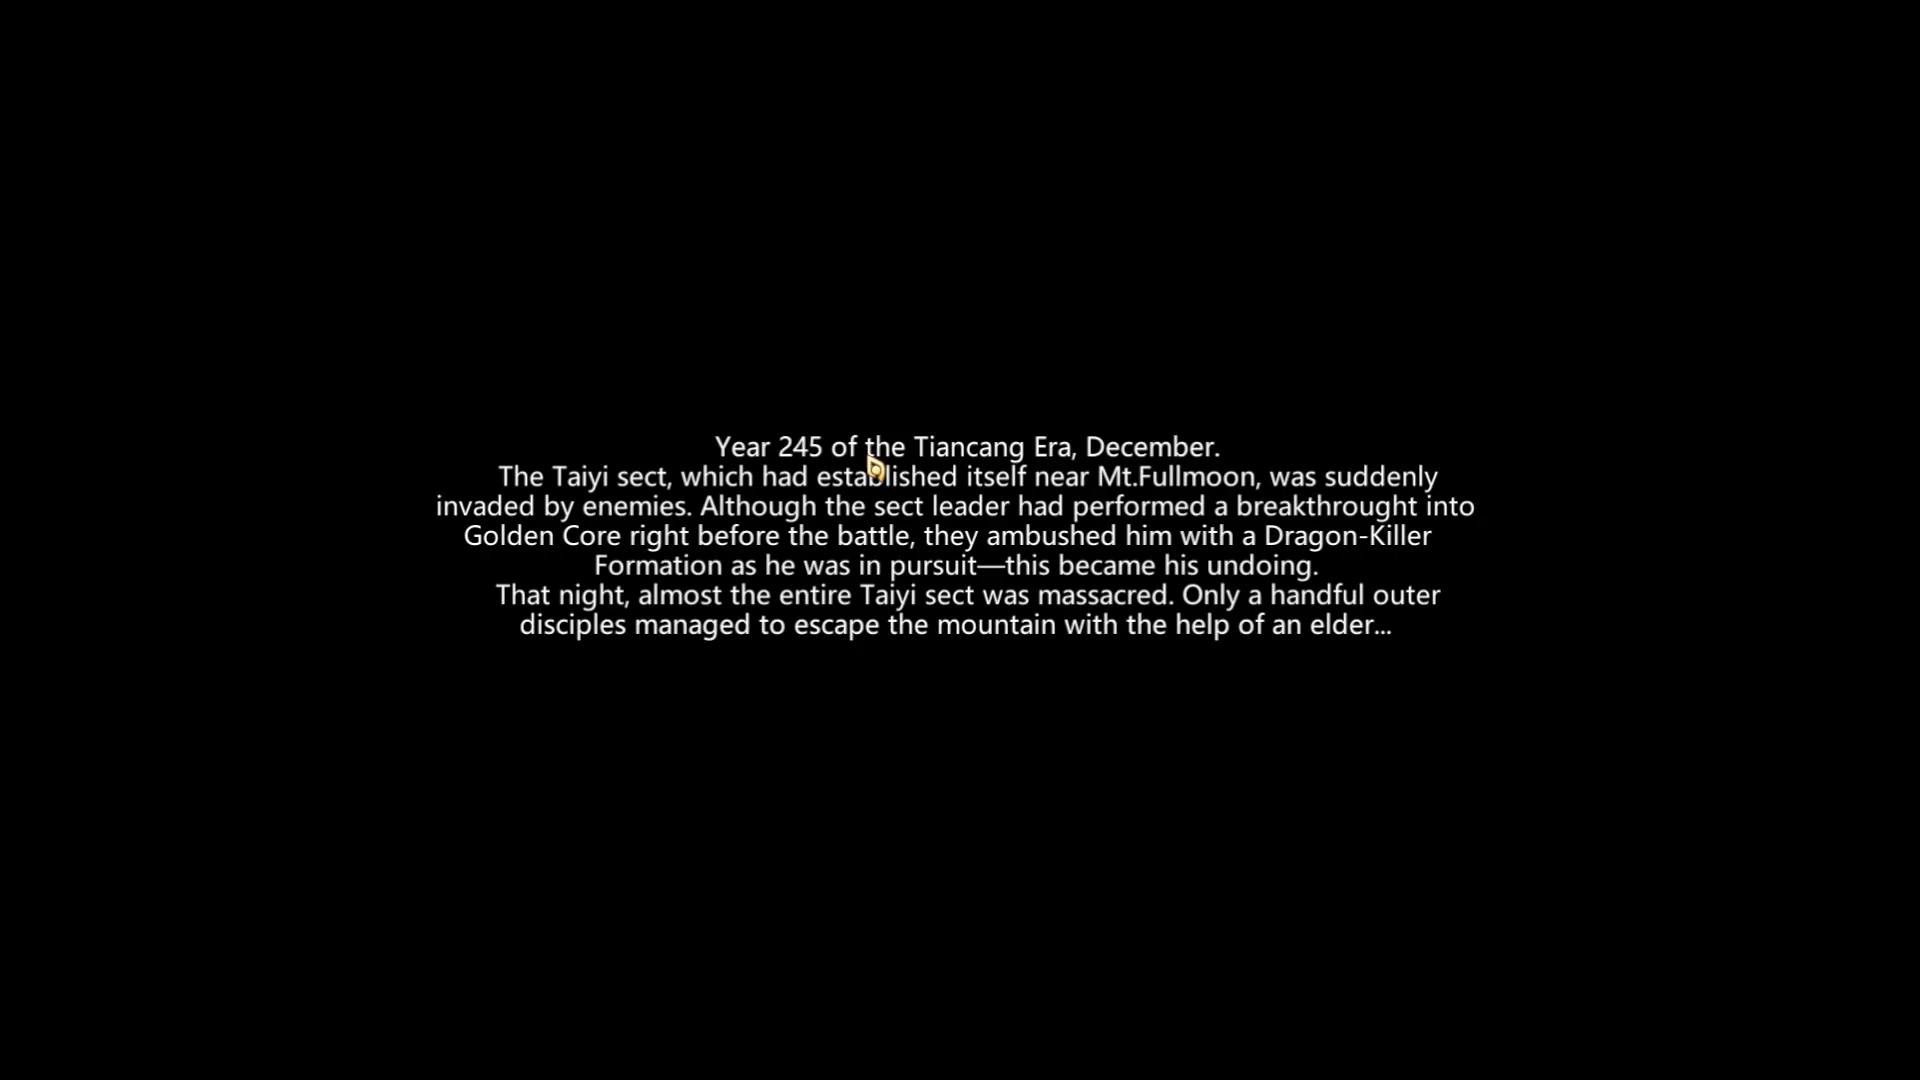 Year 245 of the Tiancang Era, December.
The Taiyi sect, which had established itself near Mt.Fullmoon, was suddenly
invaded by enemies. Although the sect leader had performed a breakthrought into
Golden Core right before the battle, they ambushed him with a Dragon-Killer
Formation as he was in pursuit—this became his undoing.
That night, almost the entire Taiyi sect was massacred. Only a handful outer
disciples managed to escape the mountain with the help of an elder...